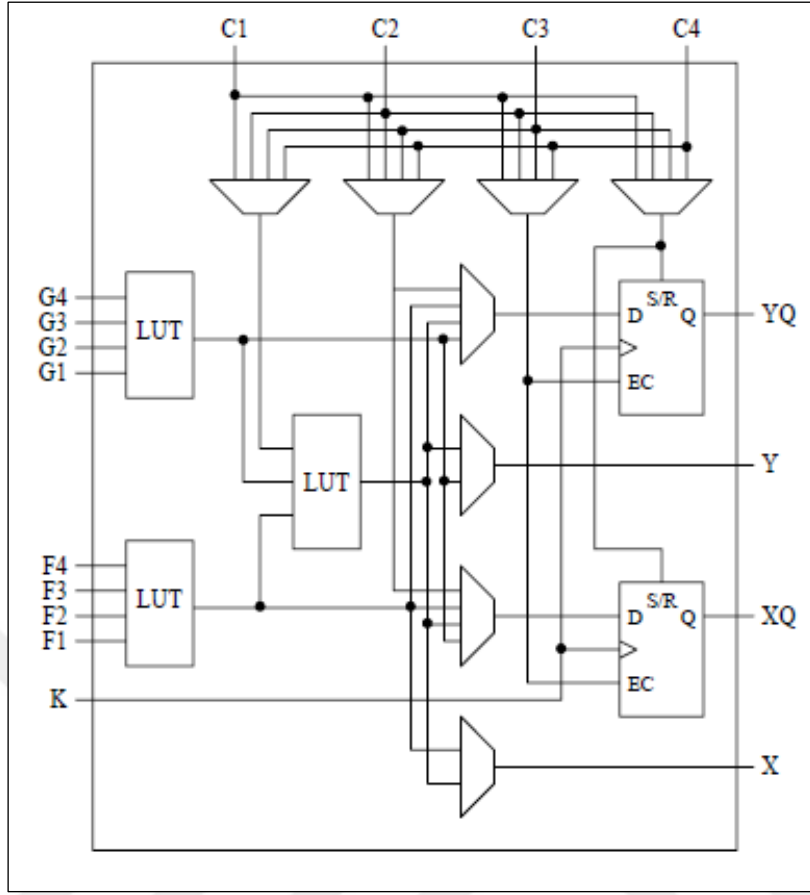 C1 C2 C3 C4
G4
G3
G2
G1
LUT
S/R
D Q
EC
YQ
LUT
Y
F4
F3
F2
F1
LUT
S/R
D Q
EC
XQ
K
X